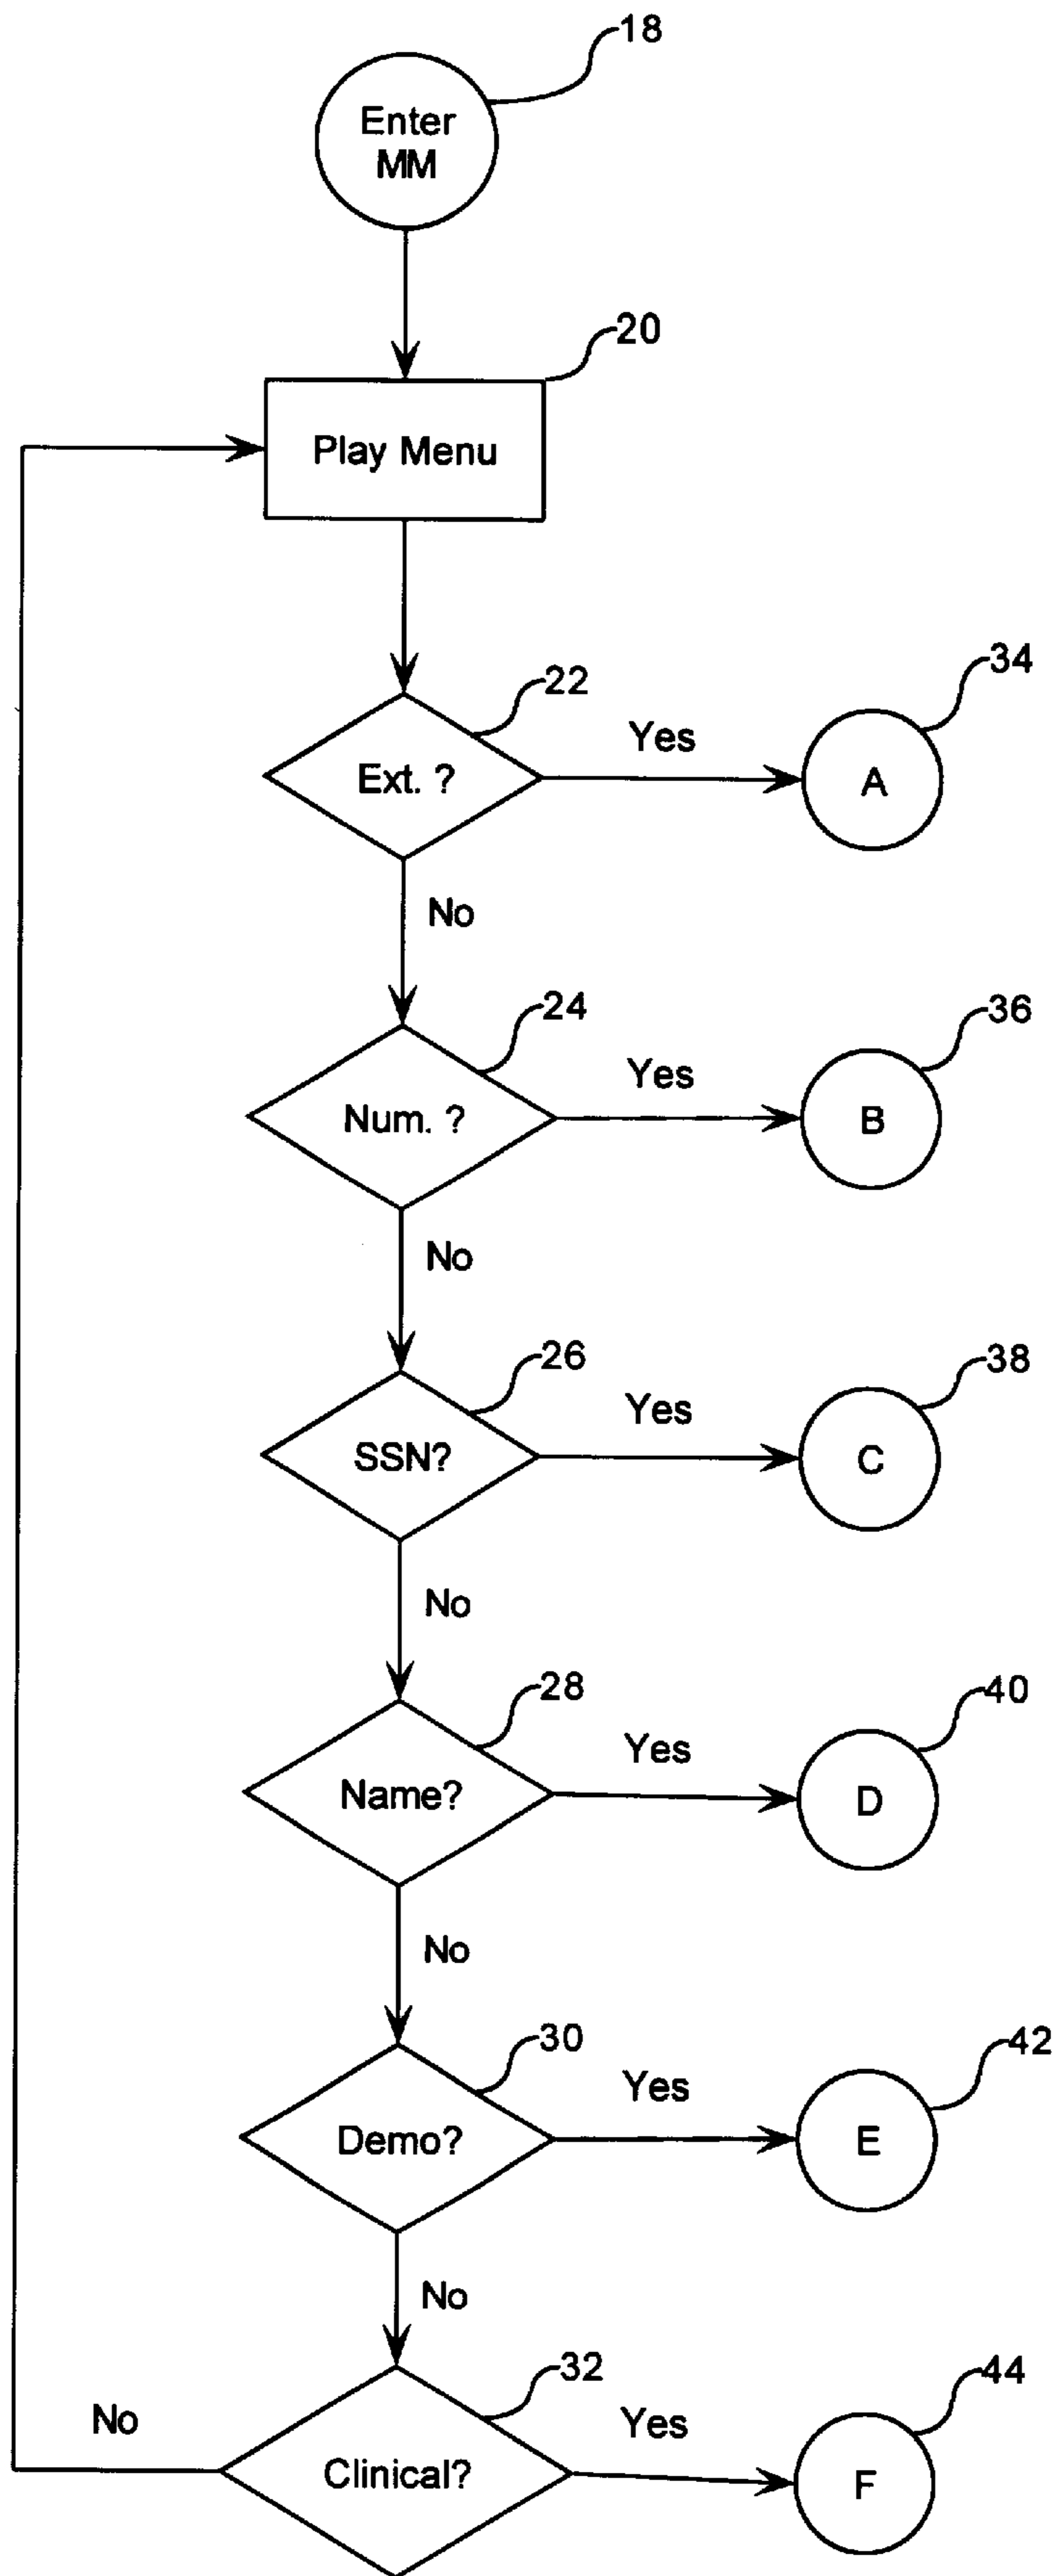 18
Enter
MM
20
Play Menu
22
Ext. ?
Yes
34
A
No
24
Num. ?
Yes
36
B
No
26
SSN?
Yes
38
C
No
28
Name?
Yes
40
D
No
30
Demo?
Yes
42
E
No
32
Clinical?
No
Yes
44
F